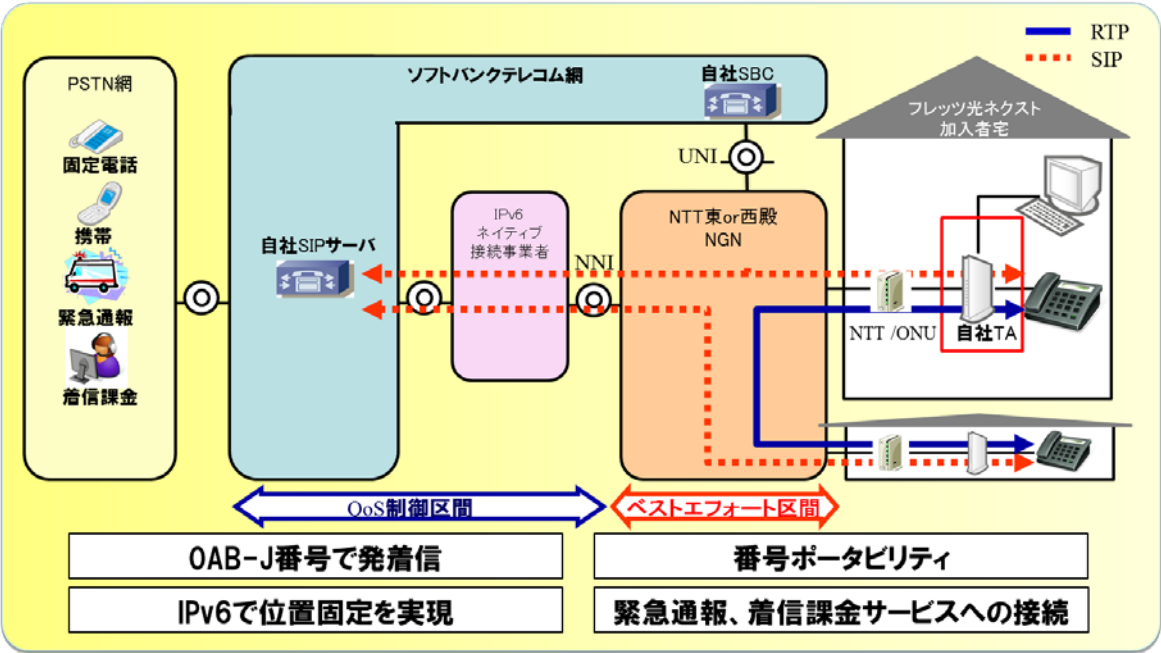 RTP
SIP
PSTN網
固定電話
携帯
緊急通報
着信課金
ソフトバンクテレコム網
自社SBC
自社SIPサーバ
UNI
IPv6
ネイティブ
接続事業者
NNI
NTT東or西殿
NGN
フレッツ光ネクスト
加入者宅
NTT /ONU
自社TA
QoS制御区間
ベストエフォート区間
0AB-J番号で発着信
番号ポータビリティ
IPv6で位置固定を実現
緊急通報、着信課金サービスへの接続